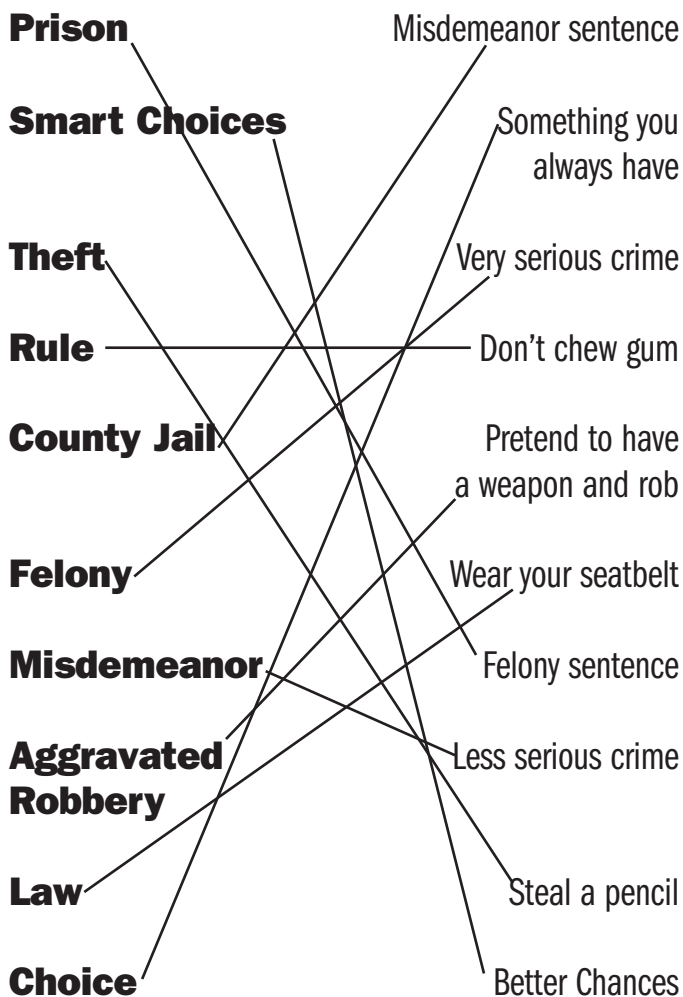 Prison
Misdemeanor sentence
Smart Choices
Something you
always have
Theft
Very serious crime
Rule
Don't chew gum
County Jail
Pretend to have
a weapon and rob
Felony
Wear your seatbelt
Misdemeanor
Felony sentence
Aggravated
Robbery
Less serious crime
Law
Steal a pencil
Choice
Better Chances